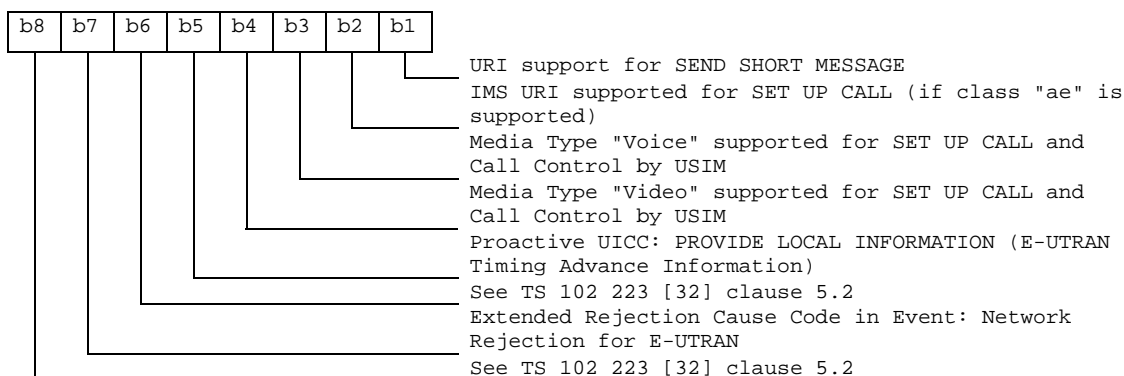 b8 b7 b6 b5 b4 b3 b2 b1
URI support for SEND SHORT MESSAGE
IMS URI supported for SET UP CALL (if class "ae" is
supported)
Media Type "Voice" supported for SET UP CALL and
Call Control by USIM
Media Type "Video" supported for SET UP CALL and
Call Control by USIM
Proactive UICC: PROVIDE LOCAL INFORMATION (E-UTRAN
Timing Advance Information)
See TS 102 223 [32] clause 5.2
Extended Rejection Cause Code in Event: Network
Rejection for E-UTRAN
See TS 102 223 [32] clause 5.2